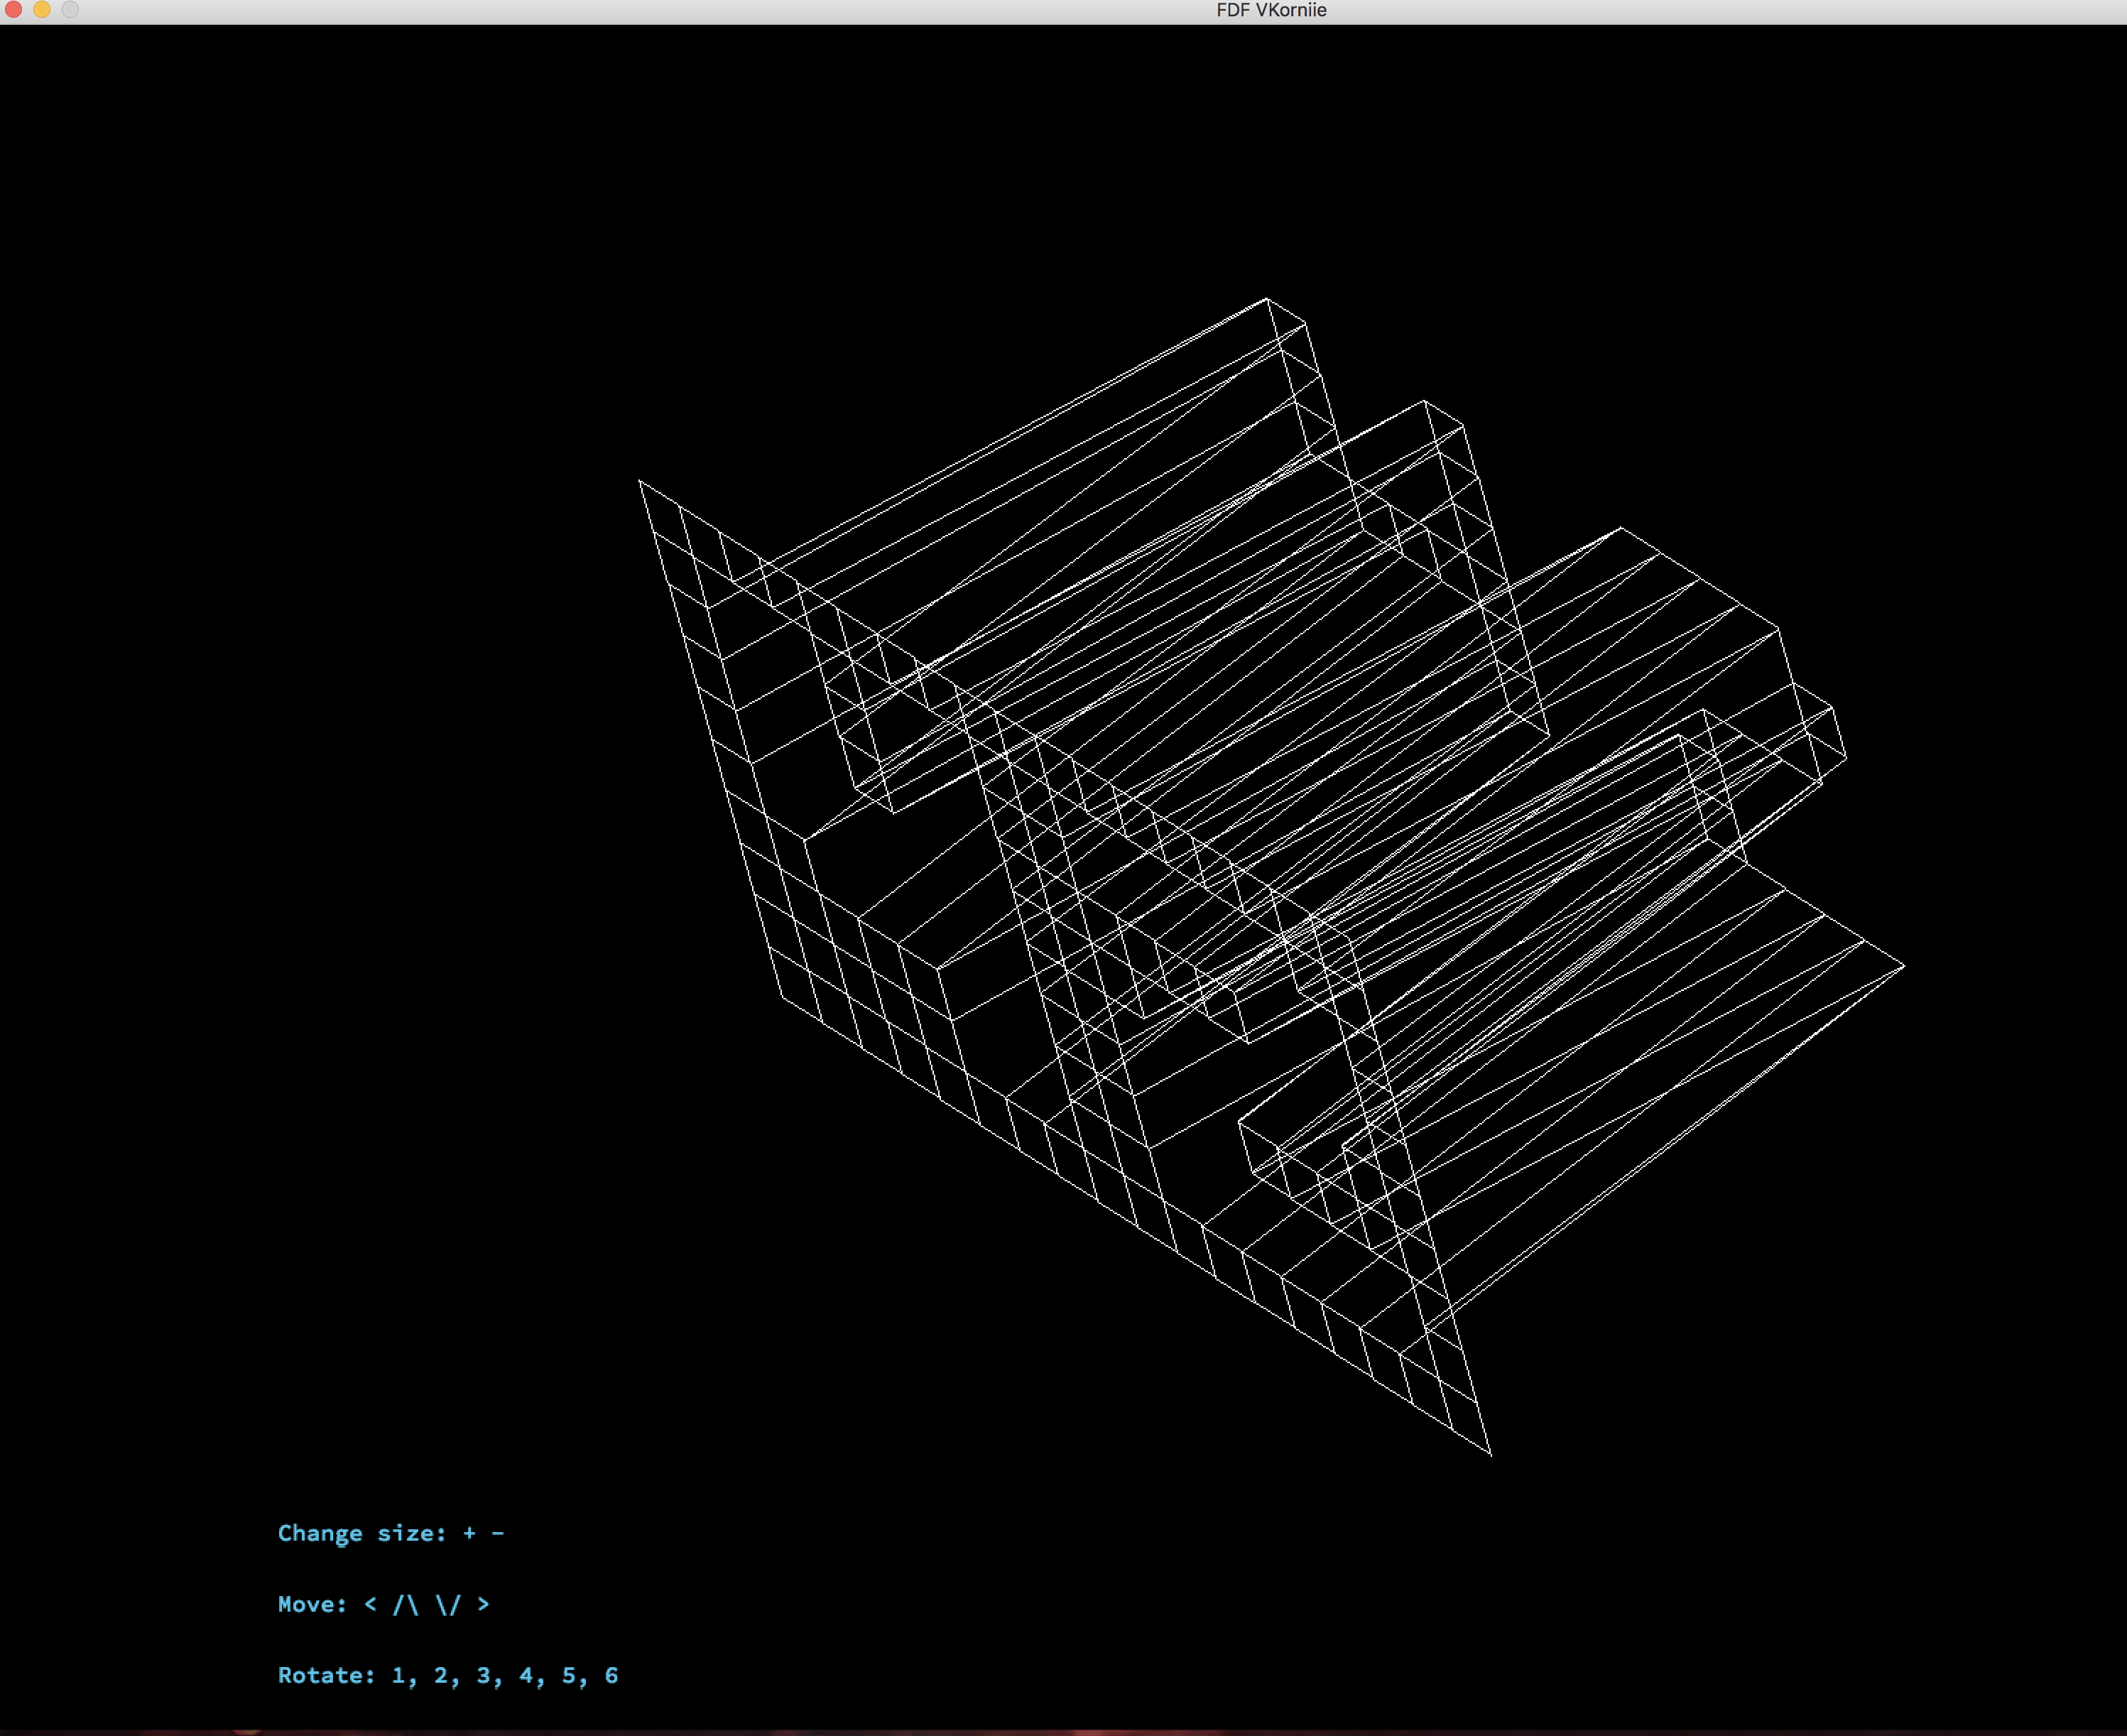 FDF VKorniie
Change size: + -
Move: < /\ \/ >
Rotate: 1, 2, 3, 4, 5, 6